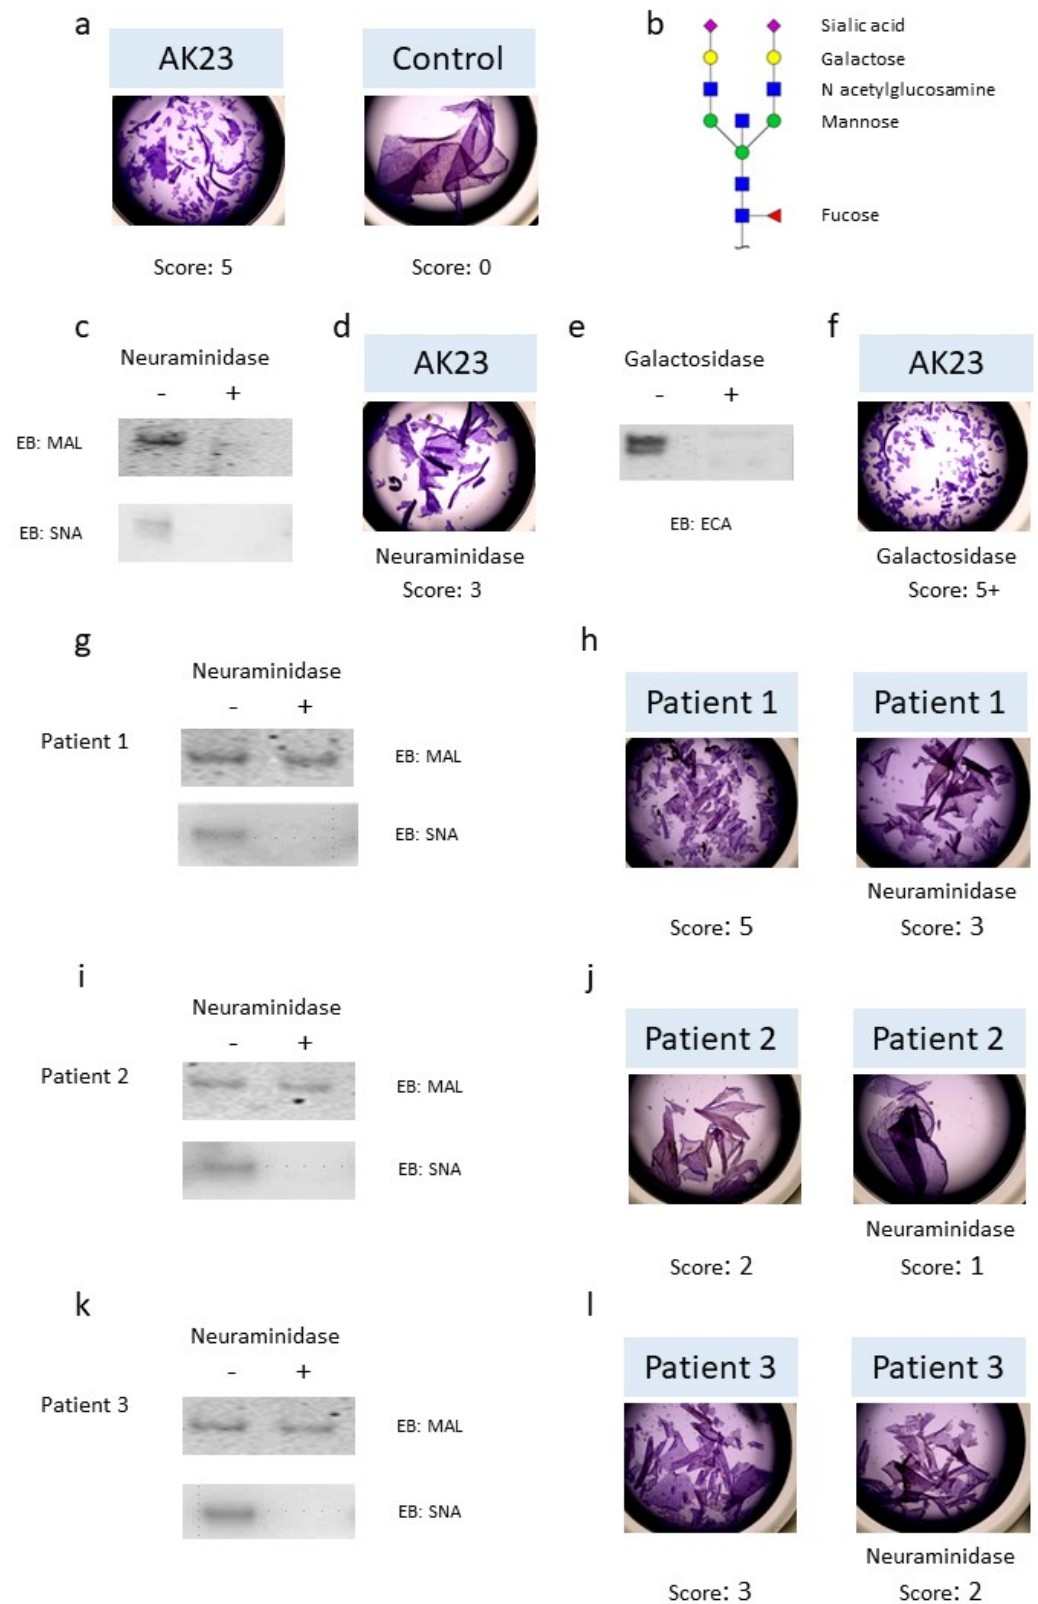 a
AK23
Control
Score: 5
Score: 0
b
Sialic acid
Galactose
N acetylglucosamine
Mannose
Fucose
c
Neuraminidase
- +
EB: MAL
EB: SNA
d
AK23
Neuraminidase
Score: 3
e
Galactosidase
- +
EB: ECA
f
AK23
Galactosidase
Score: 5+
g
Neuraminidase
- +
Patient 1
EB: MAL
EB: SNA
h
Patient 1
Patient 1
Neuraminidase
Score: 5
Score: 3
i
Neuraminidase
- +
Patient 2
EB: MAL
EB: SNA
j
Patient 2
Patient 2
Neuraminidase
Score: 2
Score: 1
k
Neuraminidase
- +
Patient 3
EB: MAL
EB: SNA
l
Patient 3
Patient 3
Neuraminidase
Score: 3
Score: 2